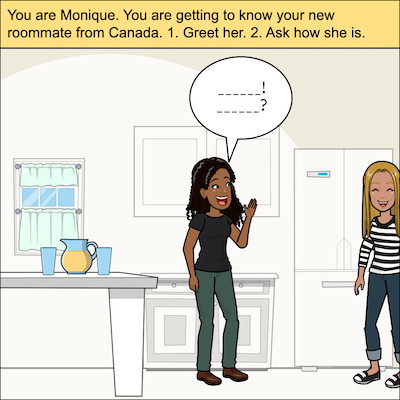 You are Monique. You are getting to know your new
roommate from Canada. 1. Greet her. 2. Ask how she is.
______!
______?